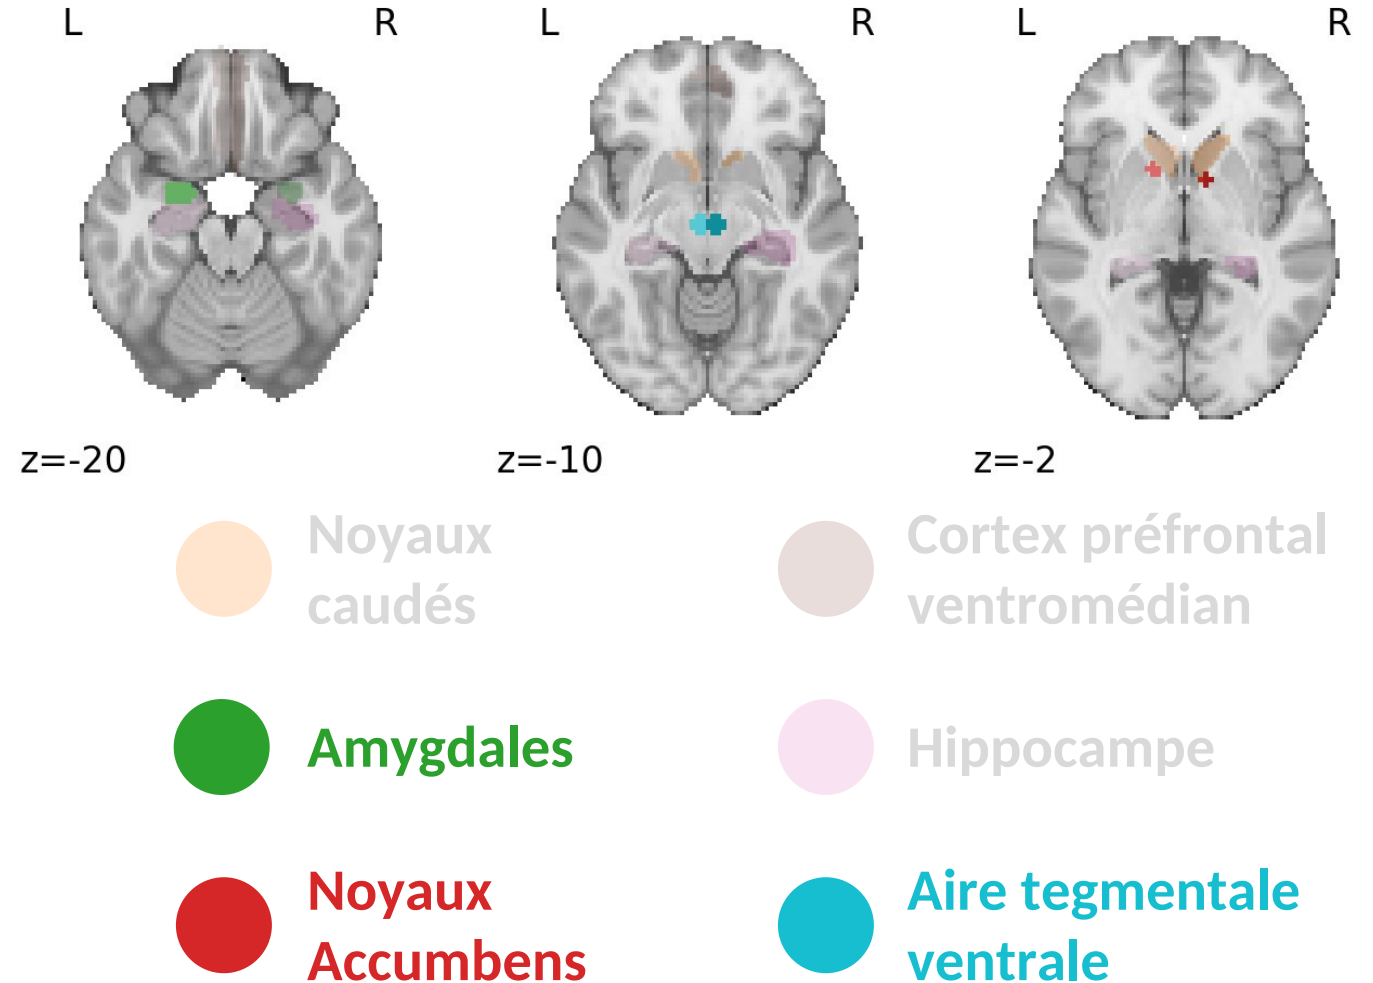 L R L R L R
z=-20 z=-10 z=-2
Noyaux
caudés
Cortex préfrontal
ventromédian
Amygdales
Hippocampe
Noyaux
Accumbens
Aire tegmentale
ventrale